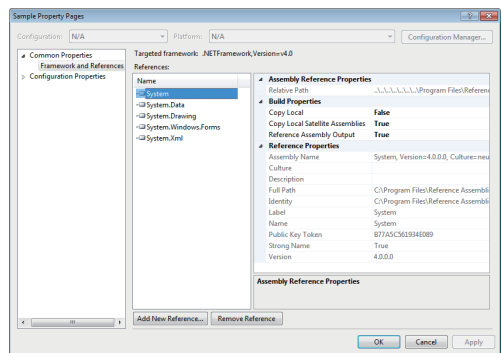 Sample Property Pages
Configuration: N/A Platform: N/A Configuration Manager...
Common Properties
Framework and References
Configuration Properties
Targeted framework: .NETFramework,Version=v4.0
References:
Name
System
System.Data
System.Drawing
System.Windows.Forms
System.Xml
Assembly Reference Properties
Relative Path ..\..\..\..\..\..\Program Files\Referen
Build Properties
Copy Local False
Copy Local Satellite Assemblies True
Reference Assembly Output True
Reference Properties
Assembly Name System, Version=4.0.0.0, Culture=neu
Culture
Description
Full Path C:\Program Files\Reference Assembli
Identity C:\Program Files\Reference Assembli
Label System
Name System
Public Key Token B77A5C561934E089
Strong Name True
Version 4.0.0.0
Assembly Reference Properties
Add New Reference... Remove Reference
OK Cancel Apply